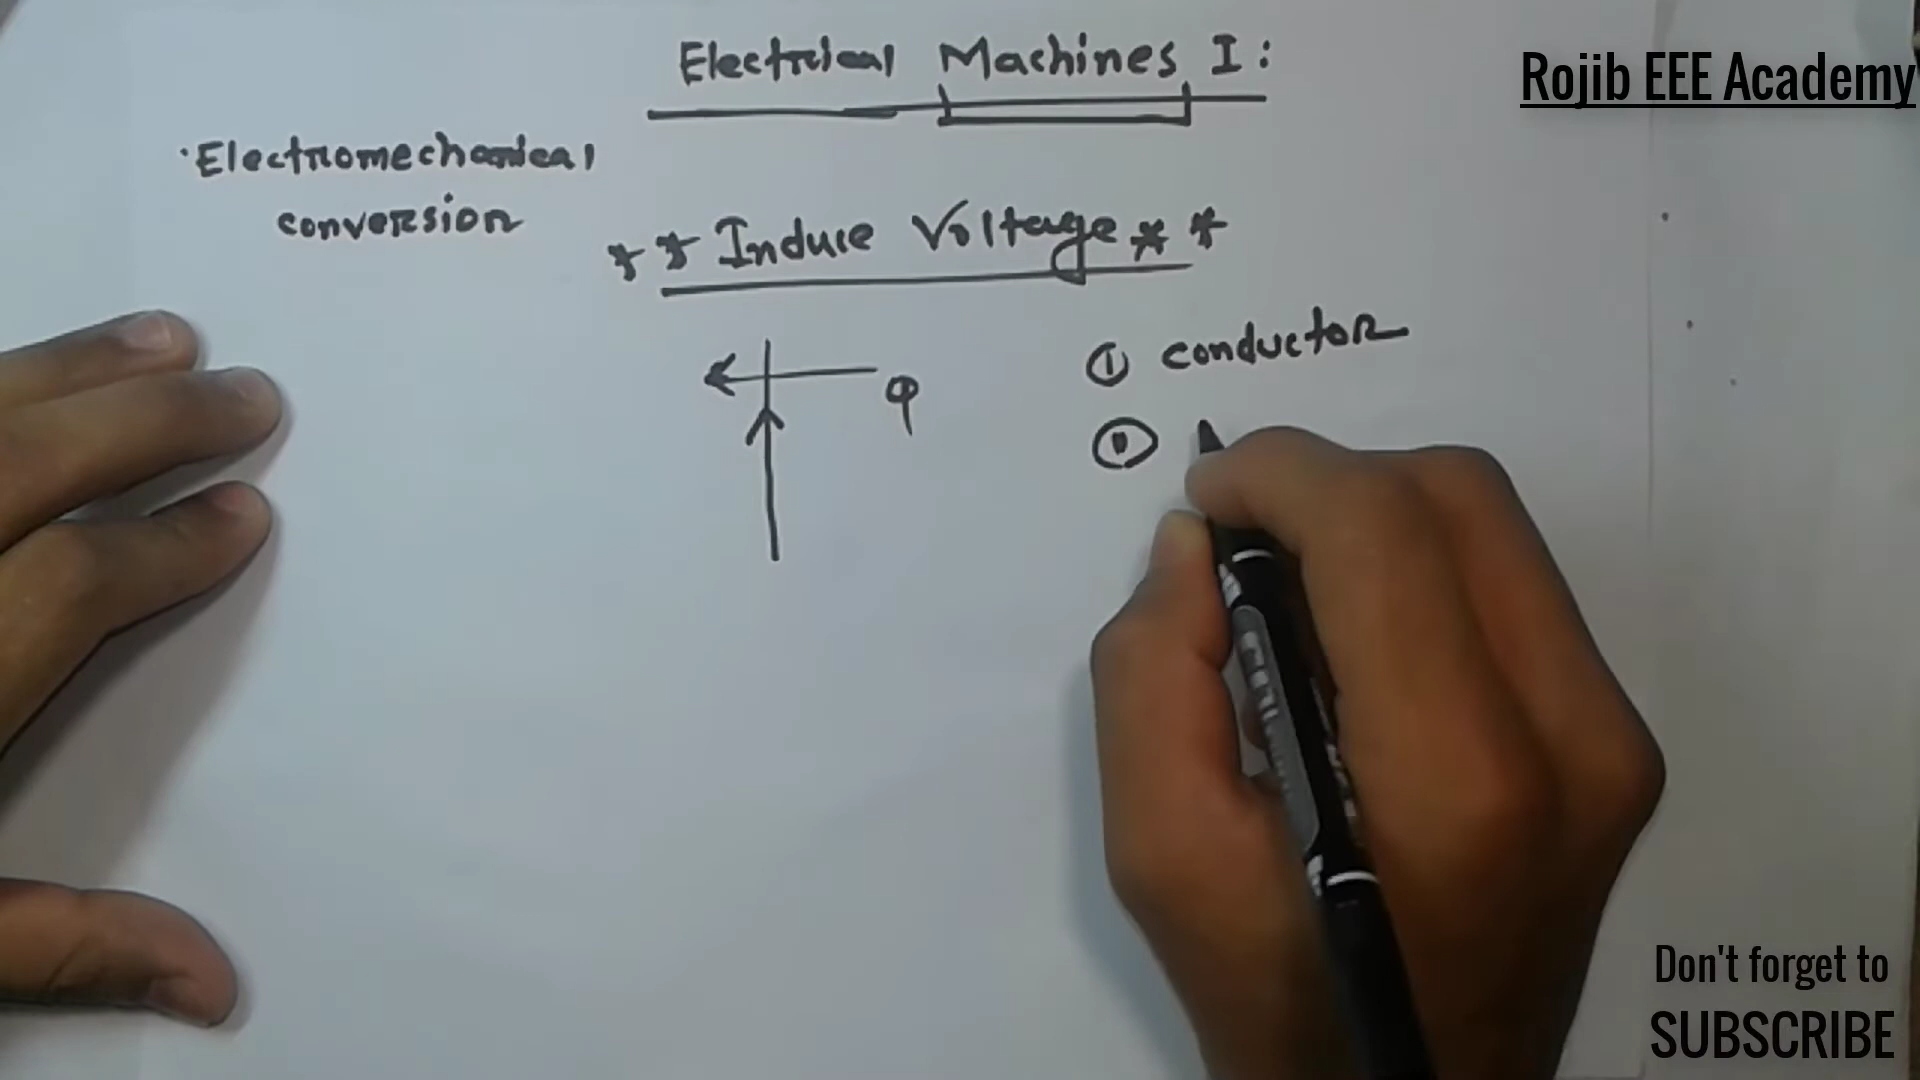 Electrical Machines I:
Rojib EEE Academy
· Electromechanical
conversion
** Induce Voltage **
φ
① conductor
②
Don't forget to
SUBSCRIBE